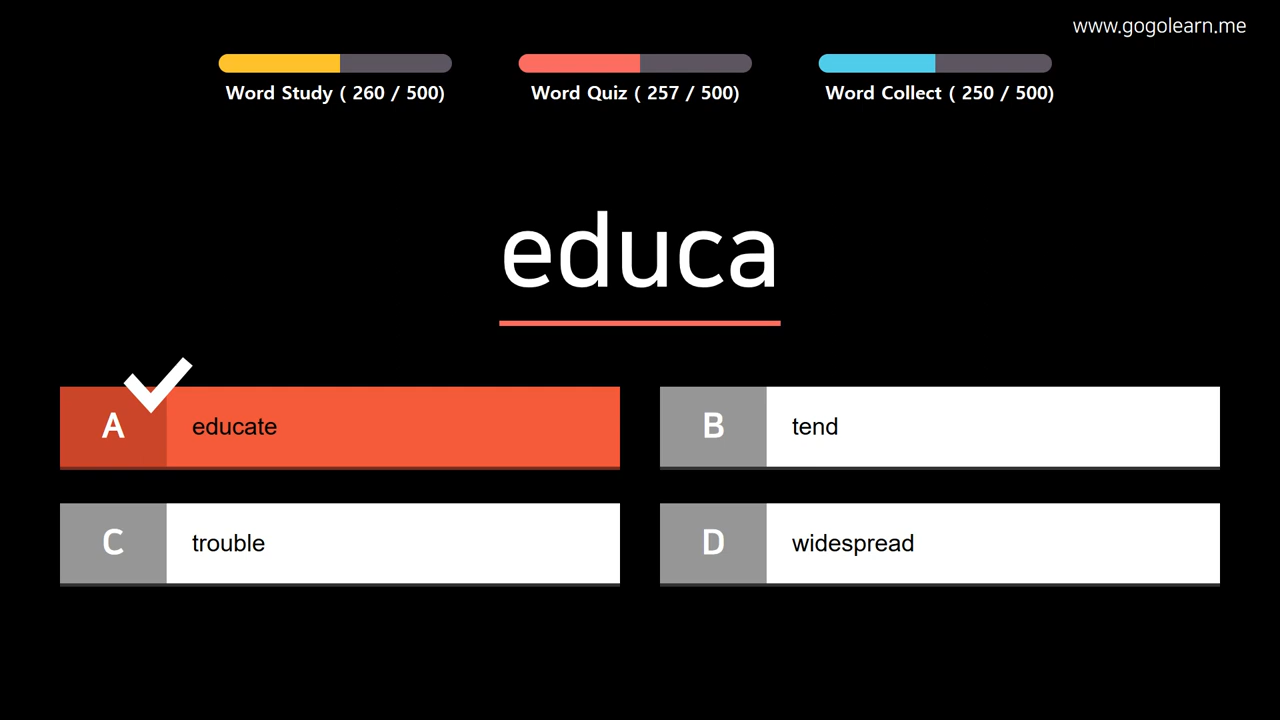 www.gogolearn.me
Word Study ( 260 / 500)
Word Quiz ( 257 / 500)
Word Collect ( 250 / 500)
educa
A educate
B tend
C trouble
D widespread